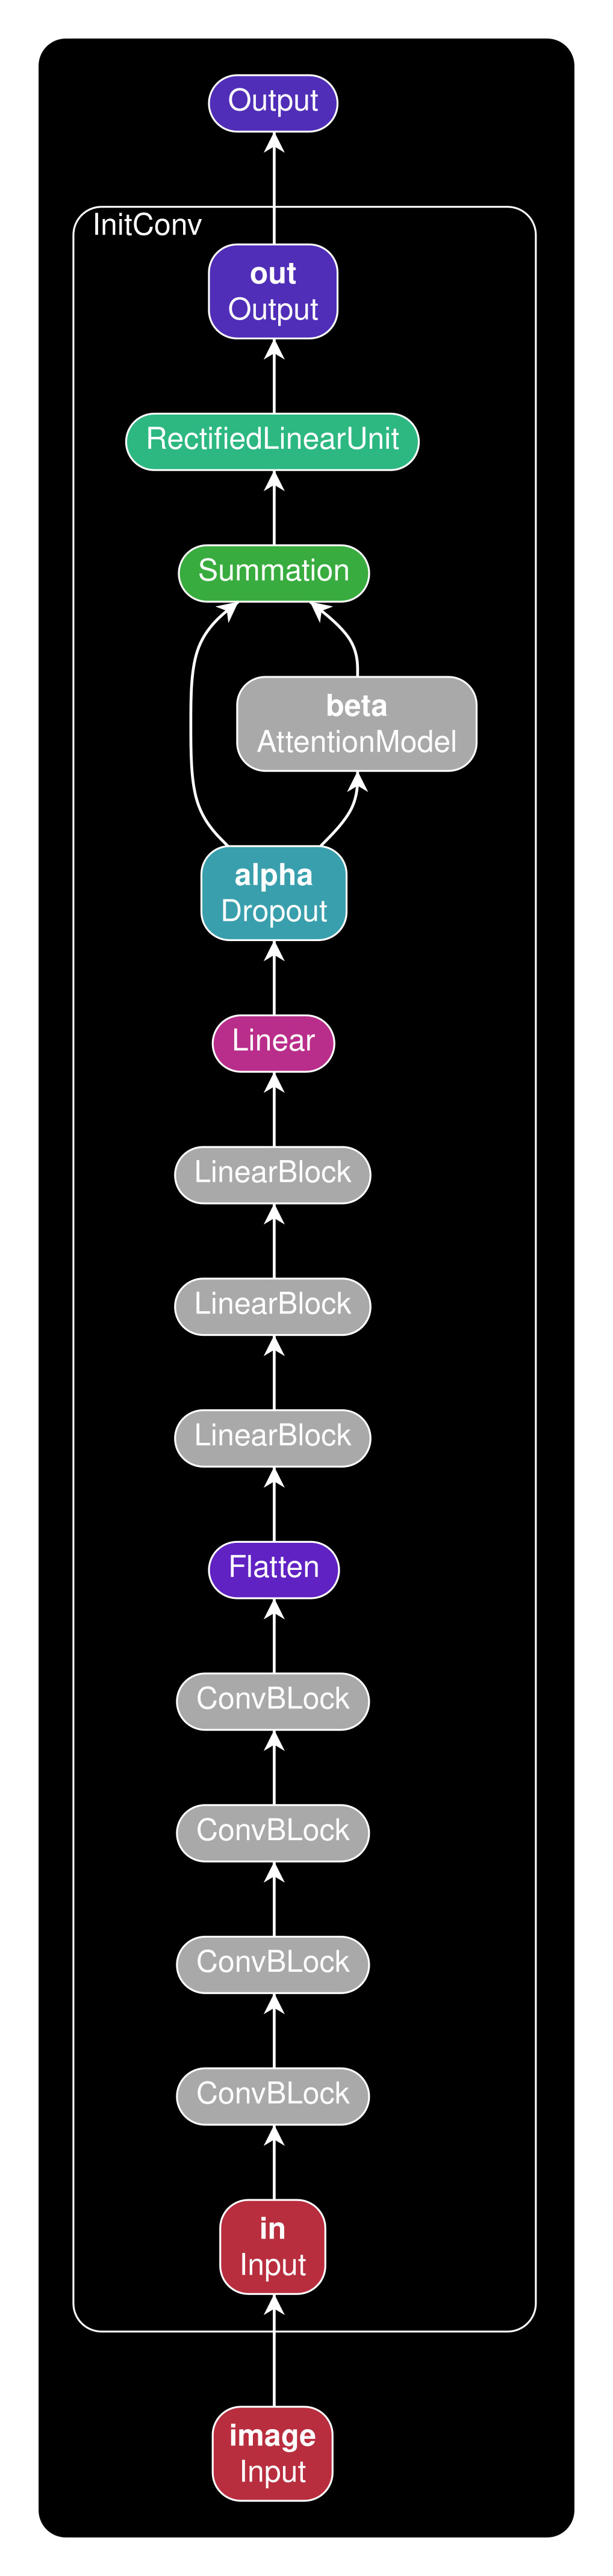 Output
InitConv
out
Output
RectifiedLinearUnit
Summation
beta
AttentionModel
alpha
Dropout
Linear
LinearBlock
LinearBlock
LinearBlock
Flatten
ConvBLock
ConvBLock
ConvBLock
ConvBLock
in
Input
image
Input